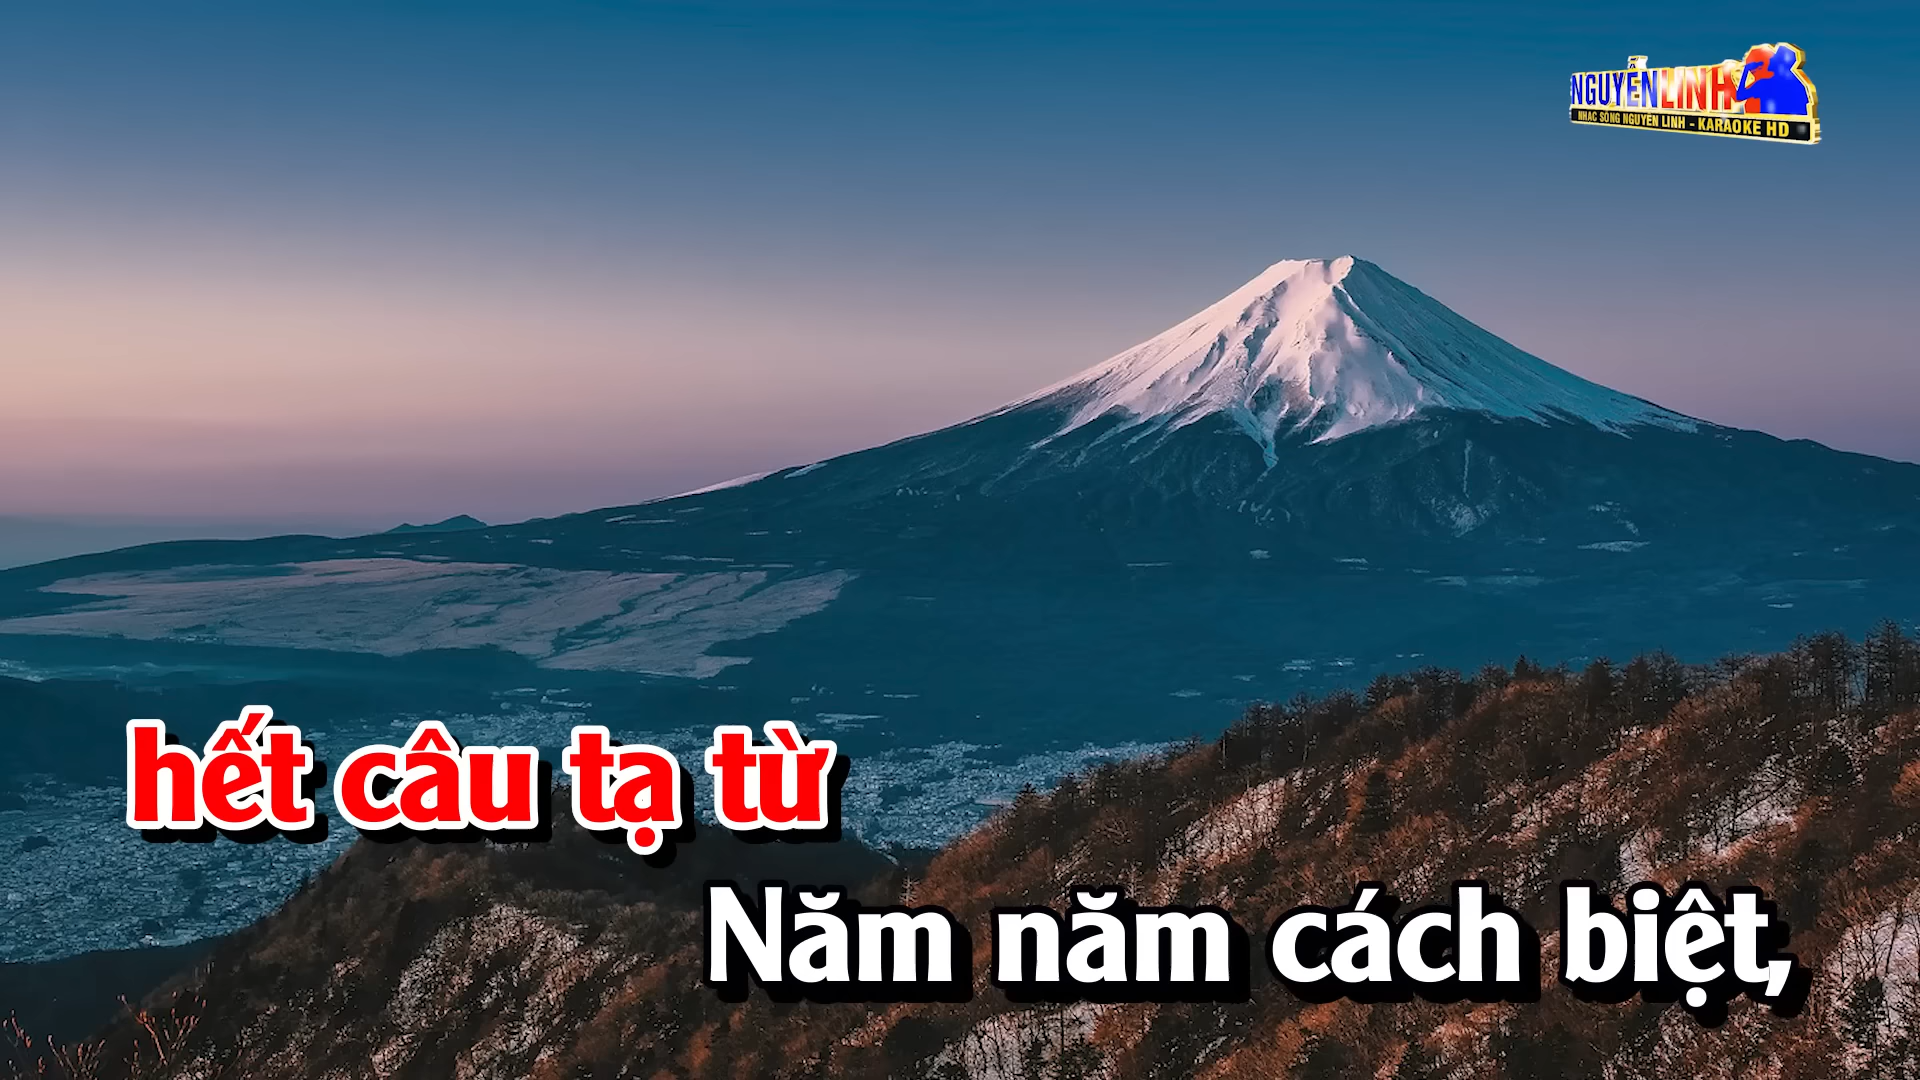 NGUYỄN LINH
NHẠC SỐNG NGUYỄN LINH - KARAOKE HD
hết câu tạ từ
Năm năm cách biệt,